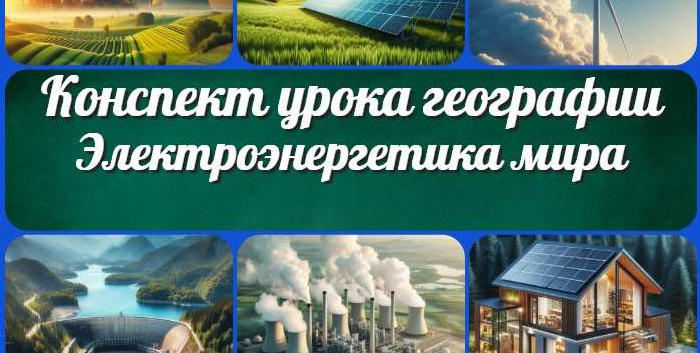 Конспект урока географии
Электроэнергетика мира